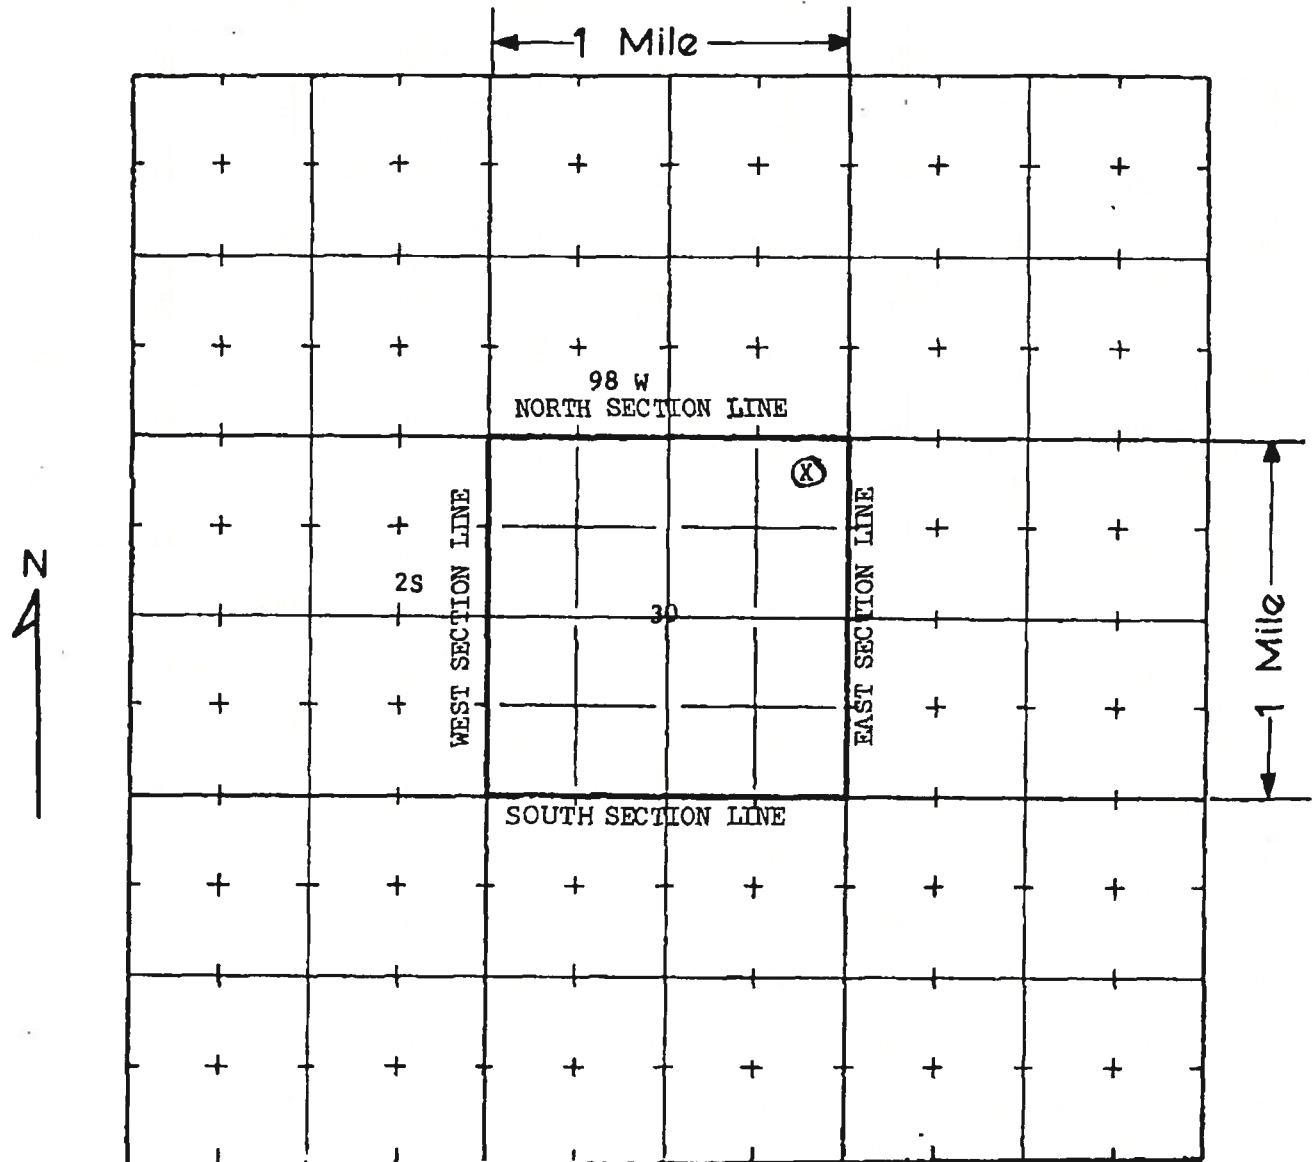 1 Mile
98 W
NORTH SECTION LINE
X
WEST SECTION LINE
EAST SECTION LINE
N
2S
30
1 Mile
SOUTH SECTION LINE